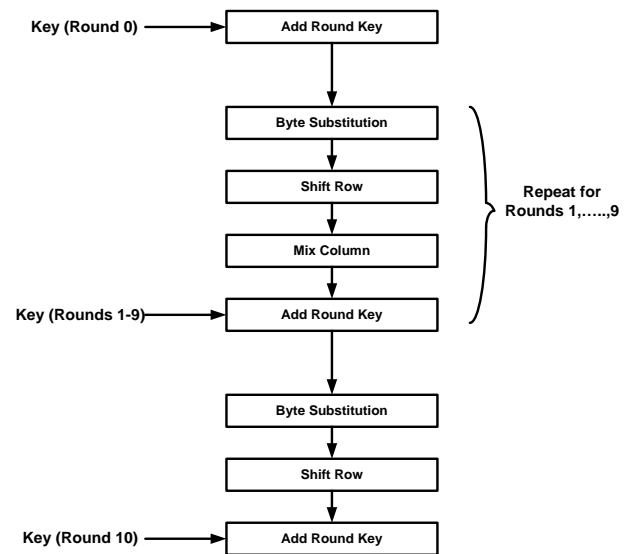 Key (Round 0)
Add Round Key
Byte Substitution
Shift Row
Repeat for
Rounds 1,.....,9
Mix Column
Key (Rounds 1-9)
Add Round Key
Byte Substitution
Shift Row
Key (Round 10)
Add Round Key